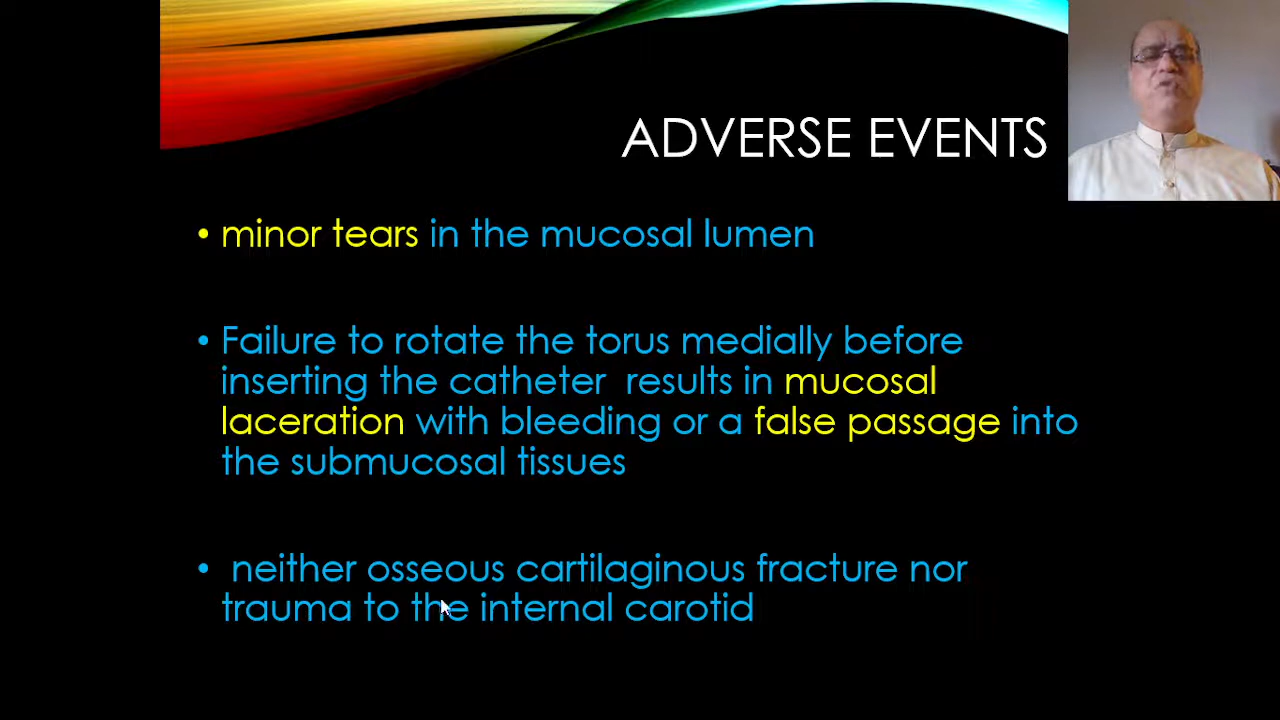 ADVERSE EVENTS
• minor tears in the mucosal lumen
• Failure to rotate the torus medially before
inserting the catheter results in mucosal
laceration with bleeding or a false passage into
the submucosal tissues
• neither osseous cartilaginous fracture nor
trauma to the internal carotid